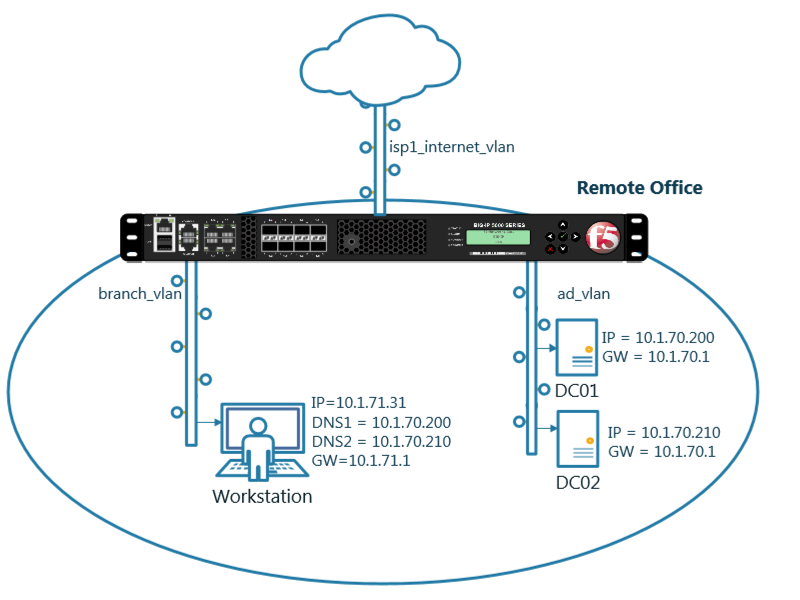 isp1_internet_vlan
Remote Office
BIG-IP 5000 SERIES
f5
branch_vlan
ad_vlan
IP = 10.1.70.200
GW = 10.1.70.1
DC01
IP=10.1.71.31
DNS1 = 10.1.70.200
DNS2 = 10.1.70.210
GW=10.1.71.1
Workstation
IP = 10.1.70.210
GW = 10.1.70.1
DC02